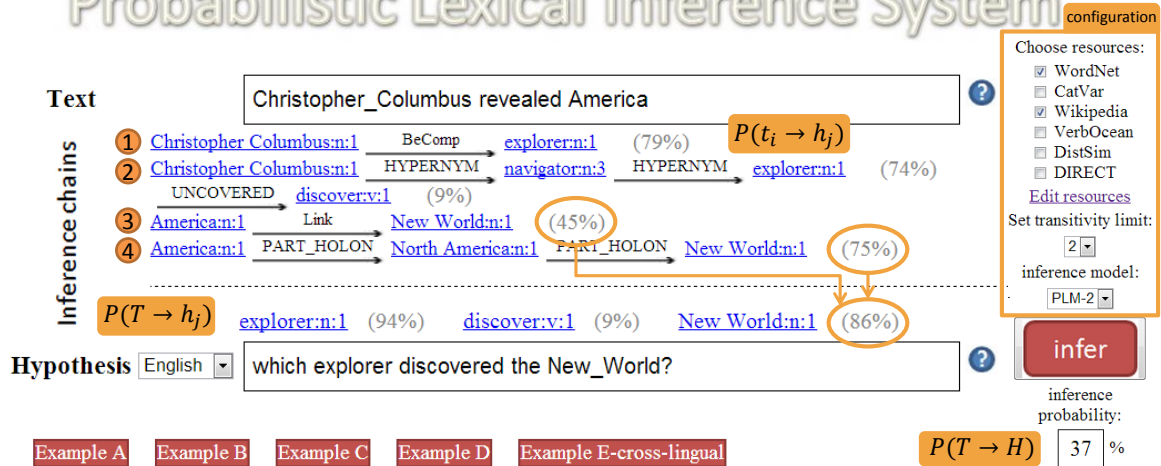 Probabilistic Lexical Inference System
configuration
Choose resources:
WordNet
CatVar
Wikipedia
VerbOcean
DistSim
DIRECT
Edit resources
Set transitivity limit:
2
inference model:
PLM-2
Text
Christopher_Columbus revealed America
?
Inference chains
P(t_i → h_j)
1 Christopher Columbus:n:1 BeComp explorer:n:1 (79%)
2 Christopher Columbus:n:1 HYPERNYM navigator:n:3 HYPERNYM explorer:n:1 (74%)
UNCOVERED discover:v:1 (9%)
3 America:n:1 Link New World:n:1 (45%)
4 America:n:1 PART_HOLON North America:n:1 PART_HOLON New World:n:1 (75%)
P(T → h_j)
explorer:n:1 (94%) discover:v:1 (9%) New World:n:1 (86%)
Hypothesis English which explorer discovered the New_World?
?
infer
inference
probability:
P(T → H) 37 %
Example A Example B Example C Example D Example E-cross-lingual